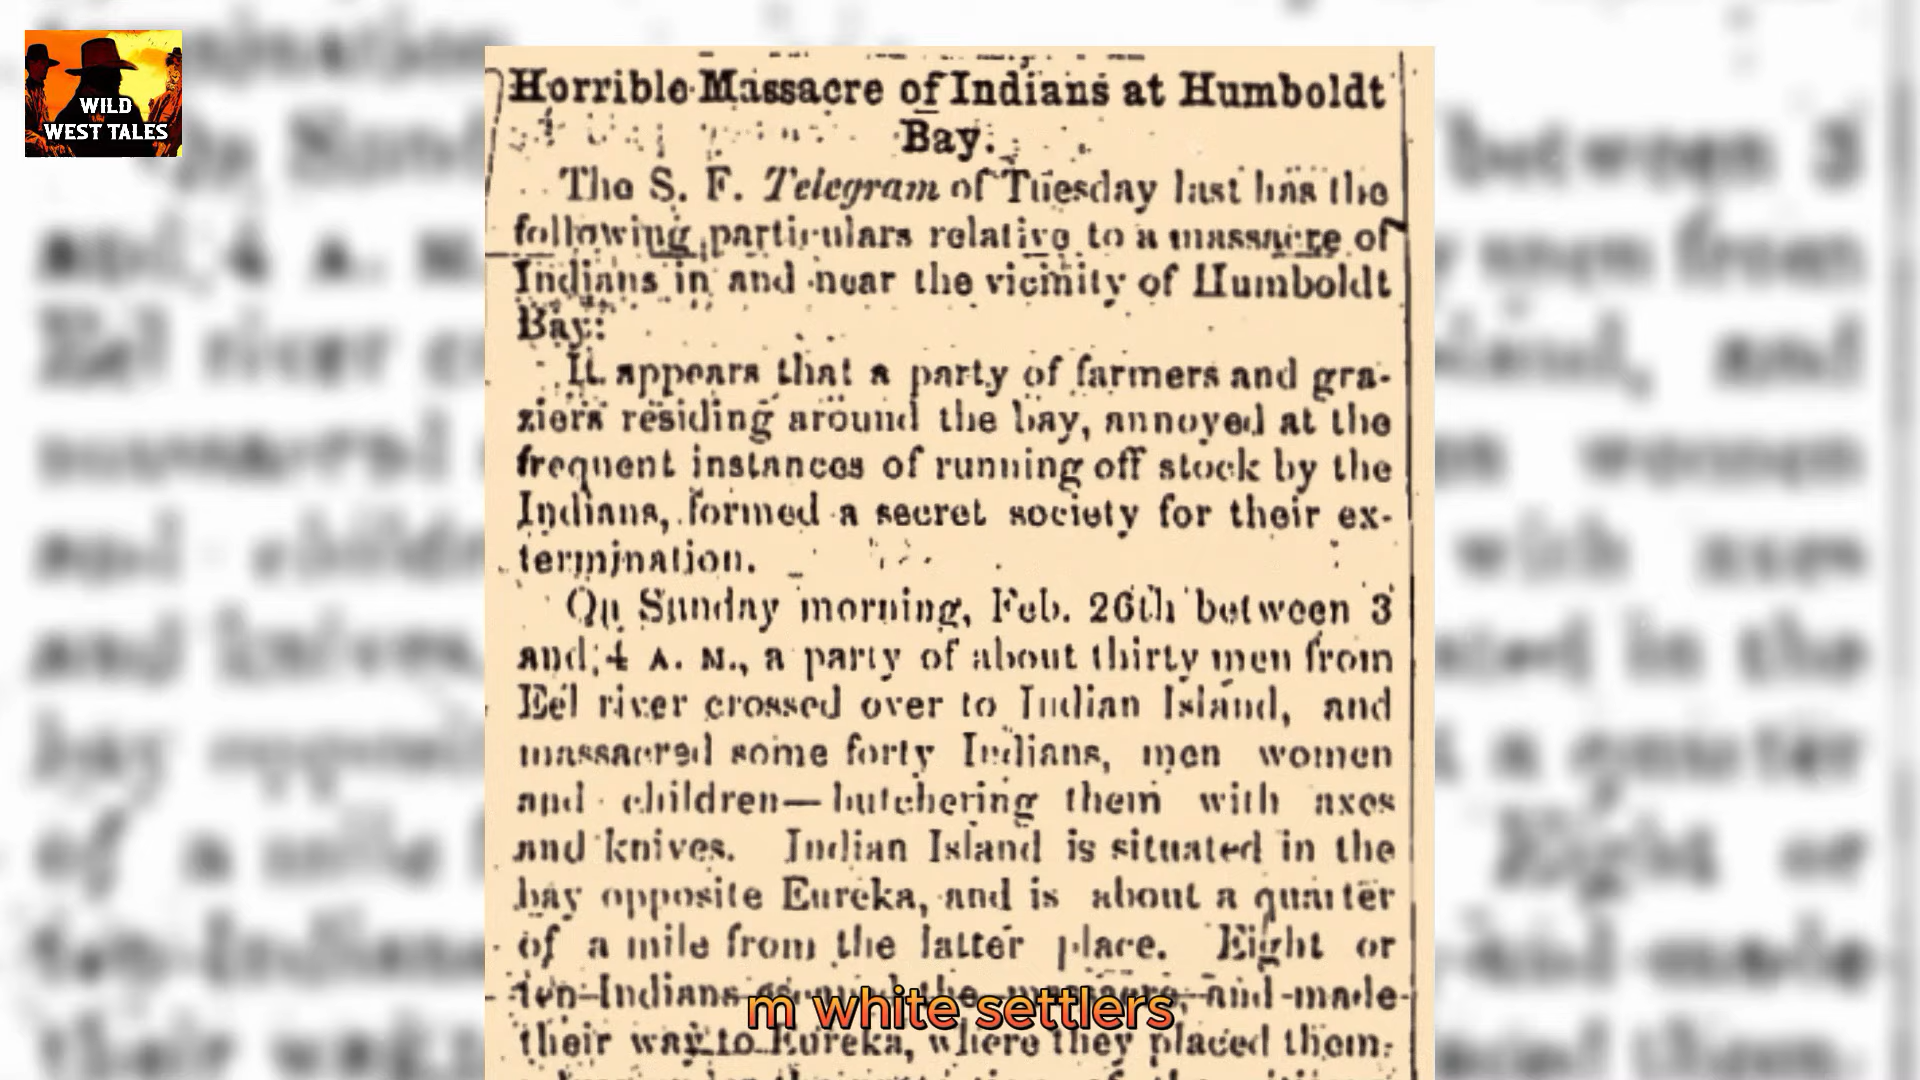 WILD
WEST TALES
Horrible Massacre of Indians at Humboldt
Bay.
The S. F. Telegram of Tuesday last has the
following particulars relative to a massacre of
Indians in and near the vicinity of Humboldt
Bay:
It appears that a party of farmers and gra-
ziers residing around the bay, annoyed at the
frequent instances of running off stock by the
Indians, formed a secret society for their ex-
termination.
On Sunday morning, Feb. 26th between 3
and 4 A. M., a party of about thirty men from
Eel river crossed over to Indian Island, and
massacred some forty Indians, men women
and children—butchering them with axes
and knives. Indian Island is situated in the
bay opposite Eureka, and is about a quarter
of a mile from the latter place. Eight or
ten Indians the massacre, and made
m white settlers
their way to Eureka, where they placed them-